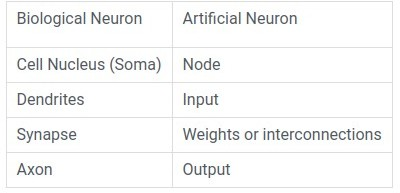 Biological Neuron Artificial Neuron
Cell Nucleus (Soma) Node
Dendrites Input
Synapse Weights or interconnections
Axon Output